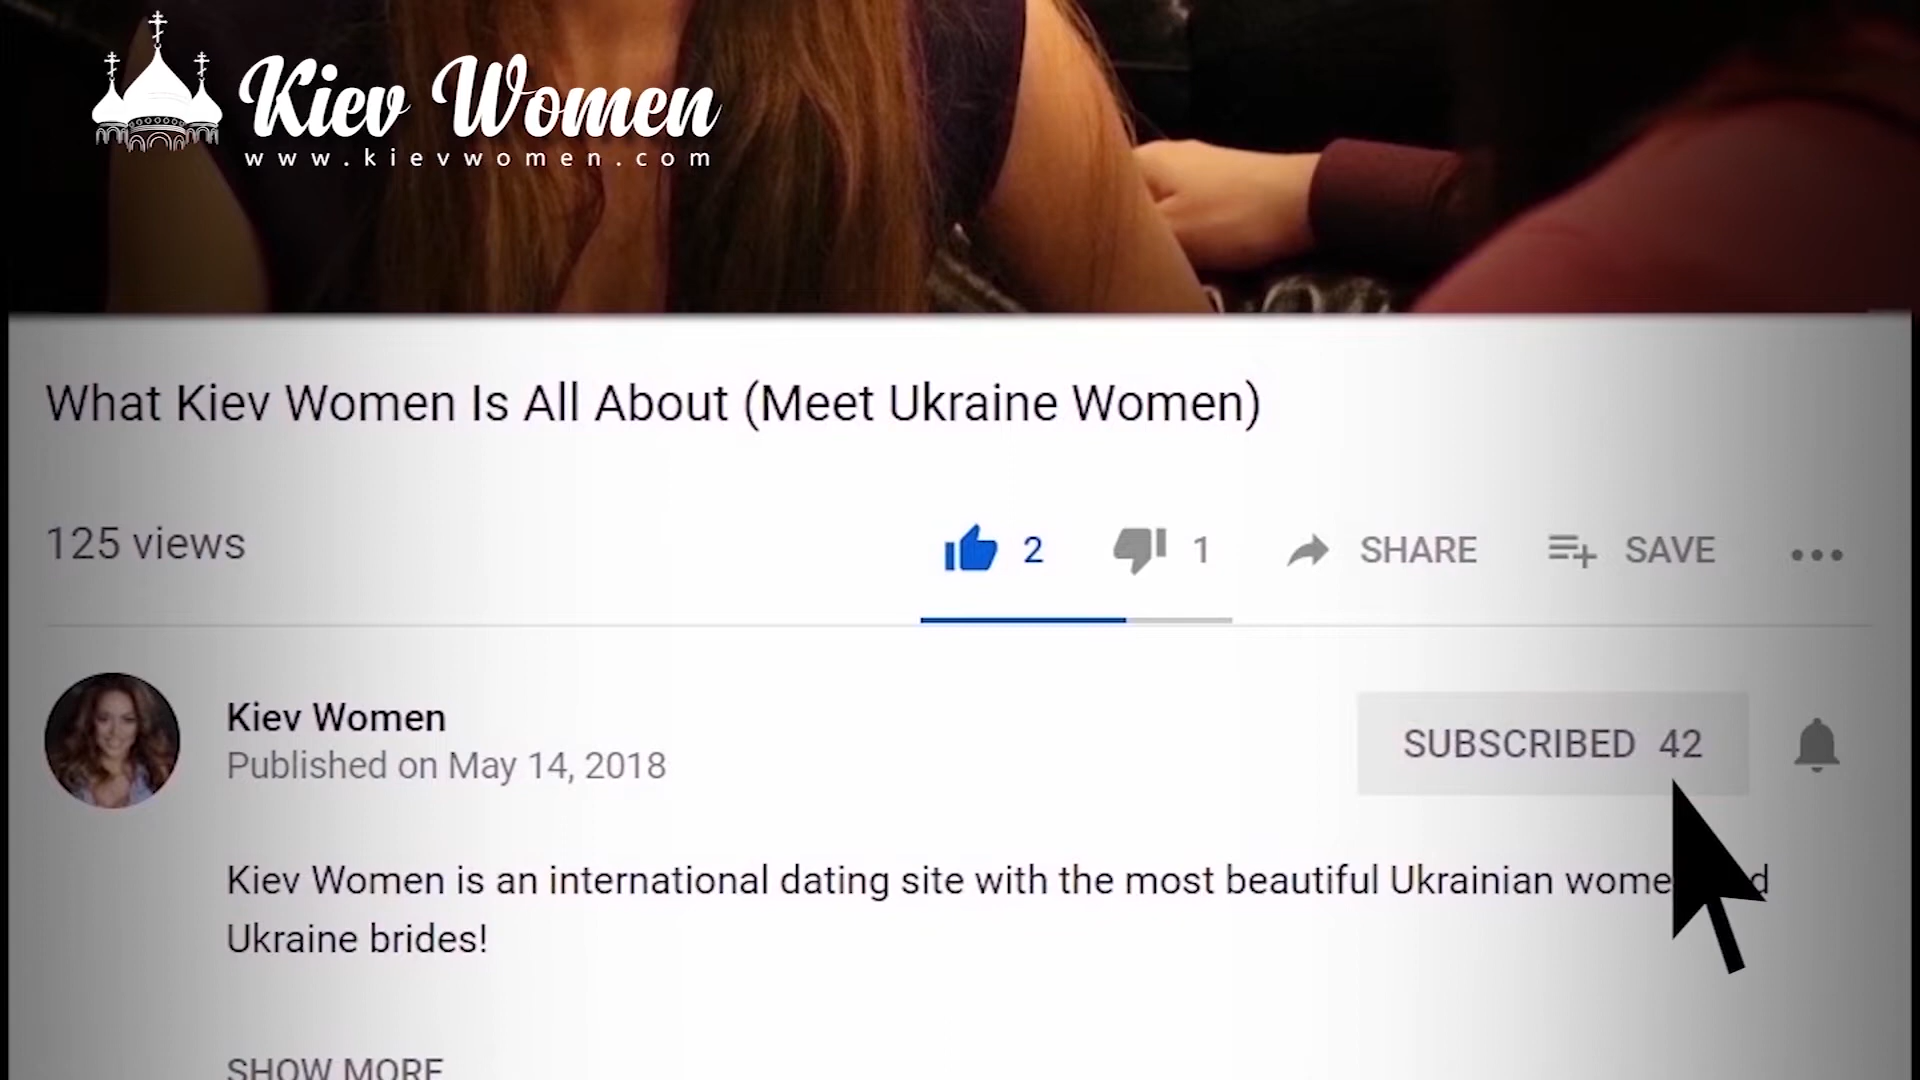 Kiev Women
www.kievwomen.com
What Kiev Women Is All About (Meet Ukraine Women)
125 views
2
1
SHARE
SAVE
Kiev Women
SUBSCRIBED 42
Published on May 14, 2018
Kiev Women is an international dating site with the most beautiful Ukrainian
Ukraine brides!
SHOW MORE